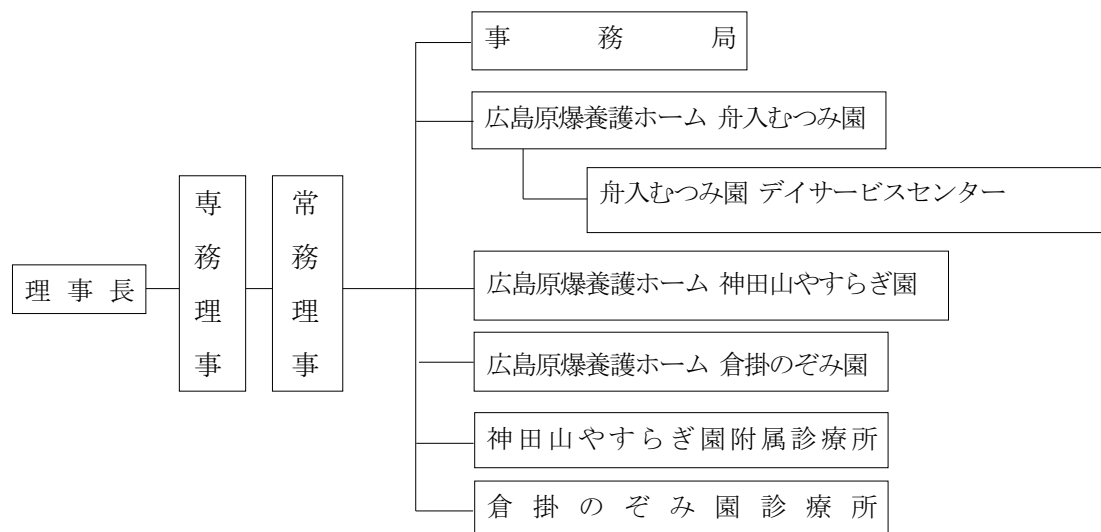 理事長
専務理事
常務理事
事務局
広島原爆養護ホーム 舟入むつみ園
舟入むつみ園 デイサービスセンター
広島原爆養護ホーム 神田山やすらぎ園
広島原爆養護ホーム 倉掛のぞみ園
神田山やすらぎ園附属診療所
倉掛のぞみ園診療所